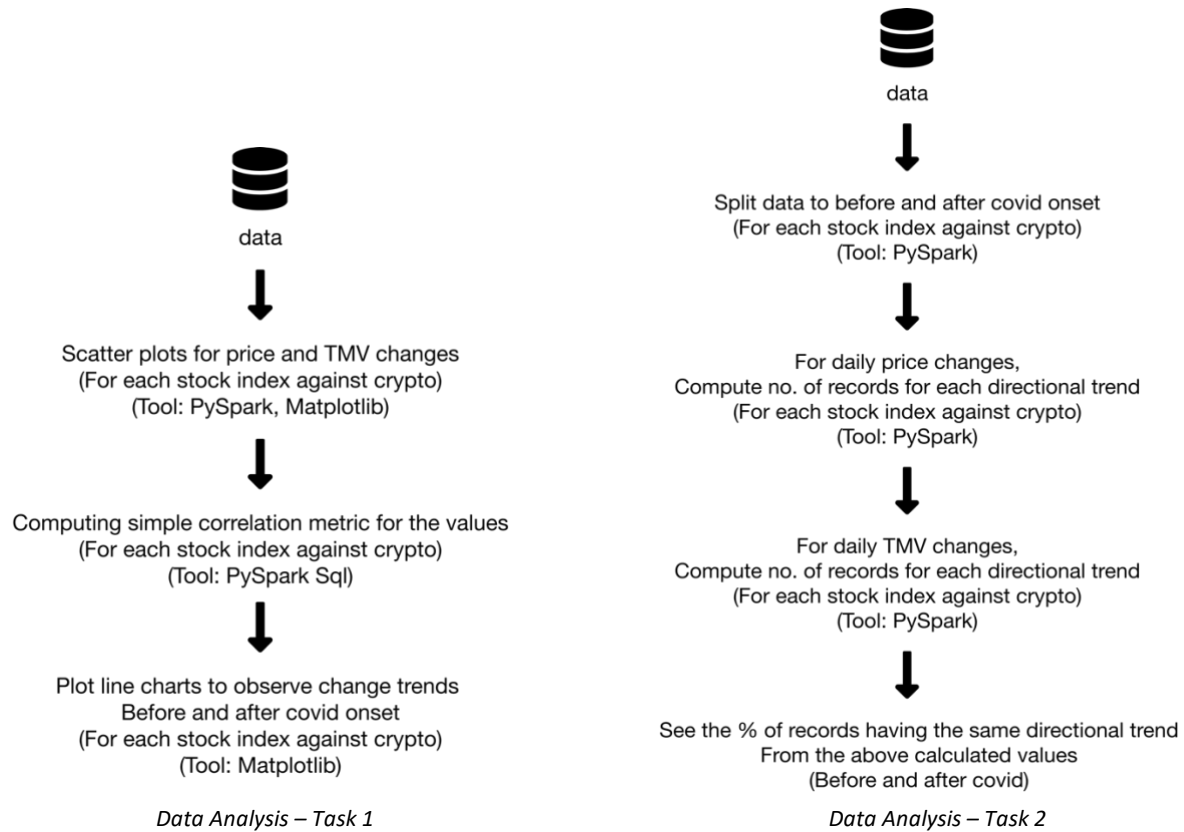 data
Scatter plots for price and TMV changes
(For each stock index against crypto)
(Tool: PySpark, Matplotlib)
Computing simple correlation metric for the values
(For each stock index against crypto)
(Tool: PySpark Sql)
Plot line charts to observe change trends
Before and after covid onset
(For each stock index against crypto)
(Tool: Matplotlib)
Data Analysis – Task 1
data
Split data to before and after covid onset
(For each stock index against crypto)
(Tool: PySpark)
For daily price changes,
Compute no. of records for each directional trend
(For each stock index against crypto)
(Tool: PySpark)
For daily TMV changes,
Compute no. of records for each directional trend
(For each stock index against crypto)
(Tool: PySpark)
See the % of records having the same directional trend
From the above calculated values
(Before and after covid)
Data Analysis – Task 2